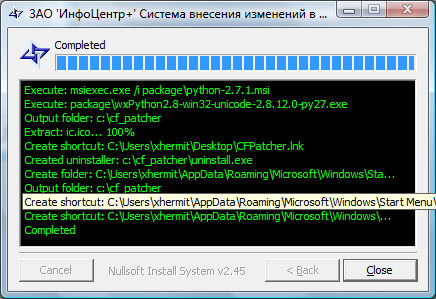 ЗАО 'ИнфоЦентр+' Система внесения изменений в ...
Completed
Execute: msiexec.exe /i package\python-2.7.1.msi
Execute: package\wxPython2.8-win32-unicode-2.8.12.0-py27.exe
Output folder: c:\cf_patcher
Extract: ic.ico... 100%
Create shortcut: C:\Users\xhermit\Desktop\CFPatcher.lnk
Created uninstaller: c:\cf_patcher\uninstall.exe
Create folder: C:\Users\xhermit\AppData\Roaming\Microsoft\Windows\Sta...
Output folder: c:\cf_patcher
Create shortcut: C:\Users\xhermit\AppData\Roaming\Microsoft\Windows\Start Menu\
Create shortcut: C:\Users\xhermit\AppData\Roaming\Microsoft\Windows\...
Completed
Cancel
Nullsoft Install System v2.45
< Back
Close